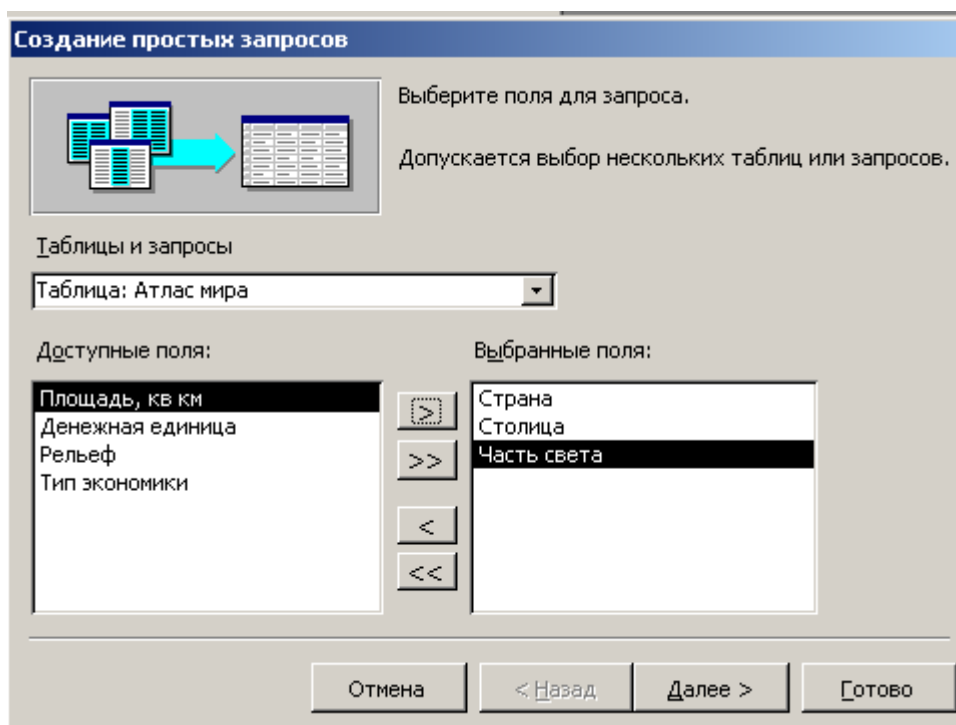 Создание простых запросов
Выберите поля для запроса.
Допускается выбор нескольких таблиц или запросов.
Таблицы и запросы
Таблица: Атлас мира
Доступные поля:
Выбранные поля:
Площадь, кв км
Денежная единица
Рельеф
Тип экономики
>
>>
<
<<
Страна
Столица
Часть света
Отмена
< Назад
Далее >
Готово